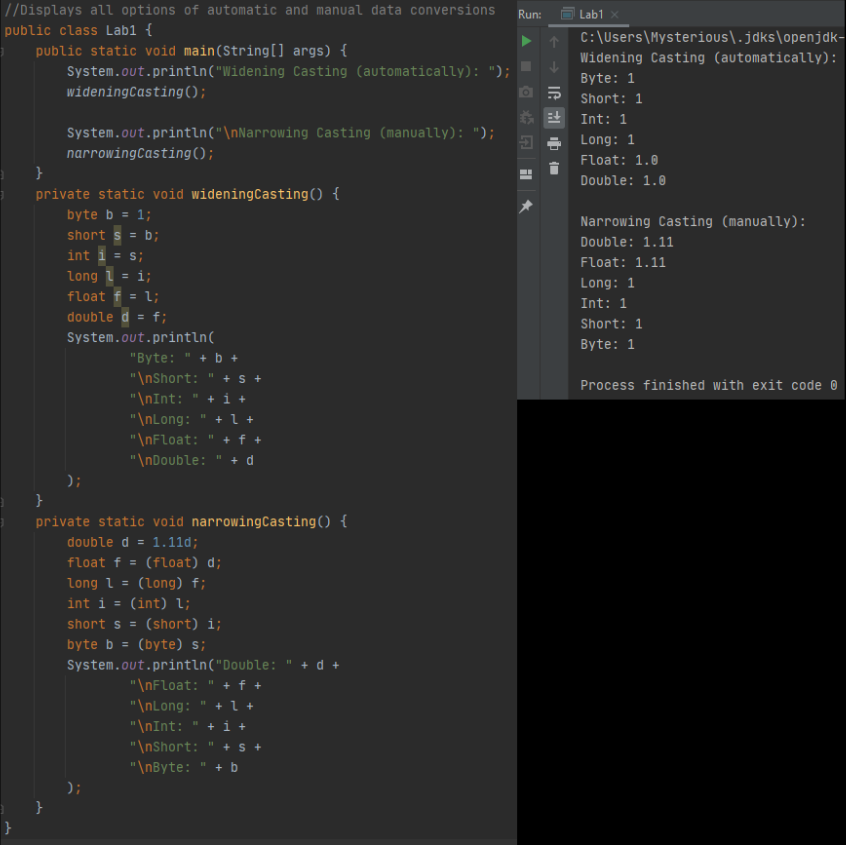 //Displays all options of automatic and manual data conversions
public class Lab1 {
    public static void main(String[] args) {
        System.out.println("Widening Casting (automatically): ");
        wideningCasting();

        System.out.println("\nNarrowing Casting (manually): ");
        narrowingCasting();
    }
    private static void wideningCasting() {
        byte b = 1;
        short s = b;
        int i = s;
        long l = i;
        float f = l;
        double d = f;
        System.out.println(
                "Byte: " + b +
                "\nShort: " + s +
                "\nInt: " + i +
                "\nLong: " + l +
                "\nFloat: " + f +
                "\nDouble: " + d
        );
    }
    private static void narrowingCasting() {
        double d = 1.11d;
        float f = (float) d;
        long l = (long) f;
        int i = (int) l;
        short s = (short) i;
        byte b = (byte) s;
        System.out.println("Double: " + d +
                "\nFloat: " + f +
                "\nLong: " + l +
                "\nInt: " + i +
                "\nShort: " + s +
                "\nByte: " + b
        );
    }
}
Run: Lab1
C:\Users\Mysterious\.jdks\openjdk-
Widening Casting (automatically):
Byte: 1
Short: 1
Int: 1
Long: 1
Float: 1.0
Double: 1.0

Narrowing Casting (manually):
Double: 1.11
Float: 1.11
Long: 1
Int: 1
Short: 1
Byte: 1

Process finished with exit code 0